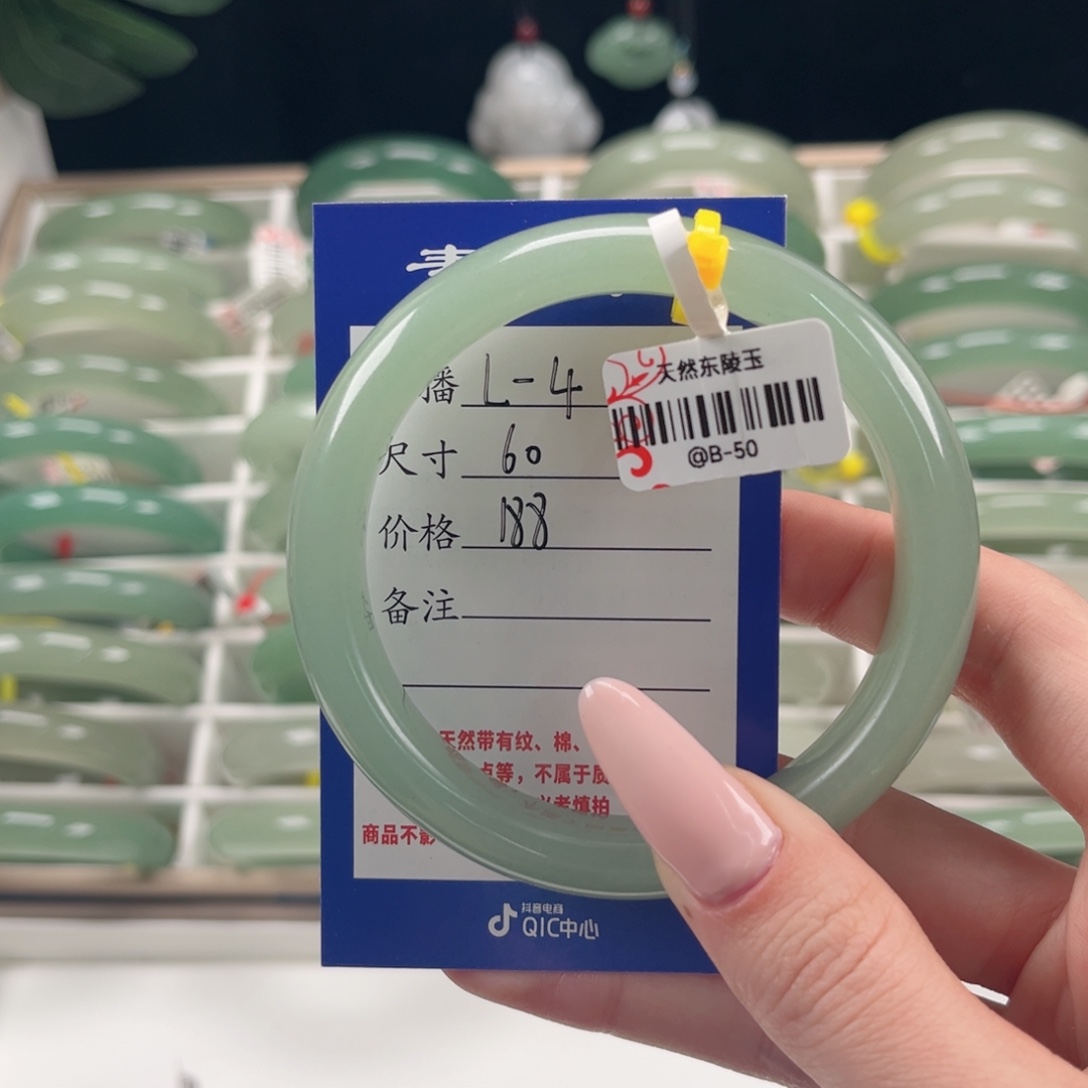 播 L-4
天然东陵玉
@B-50
尺寸 60
价格 188
备注
天然带有纹、棉、
点等，不属于质
者慎拍
商品不影
抖音电商
QIC中心